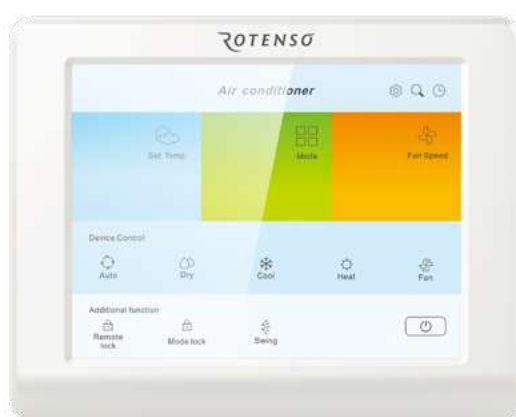 ROTENSO
Air conditioner
Set Temp.
Mode
Fan Speed
Device Control
Auto
Dry
Cool
Heat
Fan
Additional function
Remote
lock
Mode lock
Swing